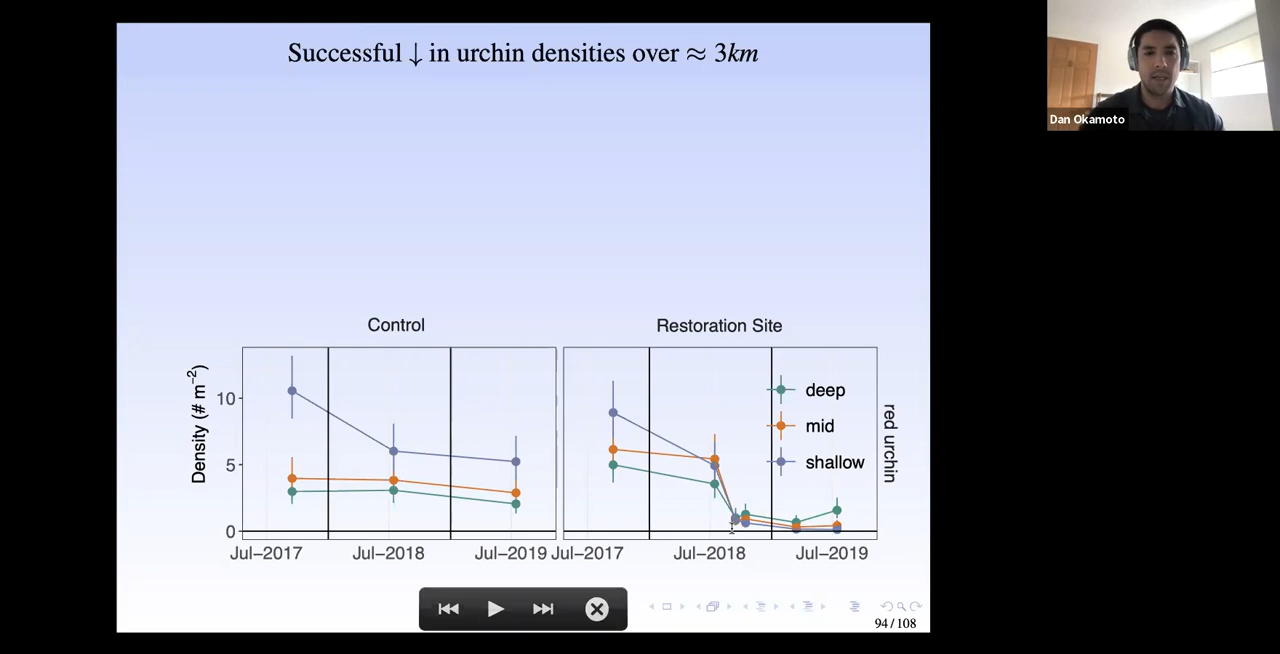 Successful ↓ in urchin densities over ≈ 3km
Dan Okamoto
Control
Restoration Site
Density (# m⁻²)
10
5
0
deep
mid
shallow
red urchin
Jul–2017
Jul–2018
Jul–2019
Jul–2017
Jul–2018
Jul–2019
94 / 108